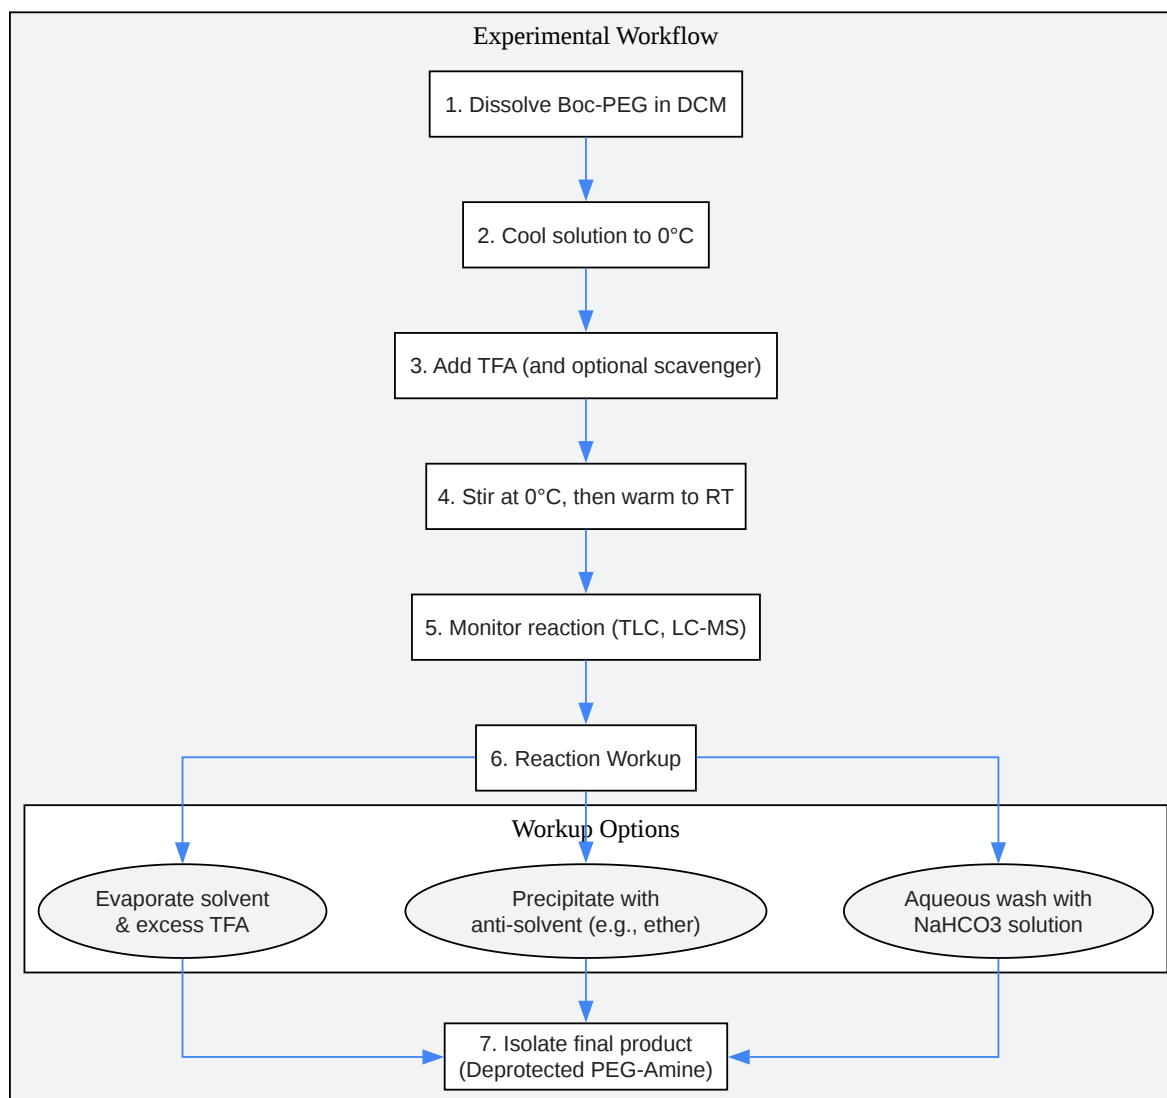 Experimental Workflow
1. Dissolve Boc-PEG in DCM
2. Cool solution to 0°C
3. Add TFA (and optional scavenger)
4. Stir at 0°C, then warm to RT
5. Monitor reaction (TLC, LC-MS)
6. Reaction Workup
Workup Options
Evaporate solvent
& excess TFA
Precipitate with
anti-solvent (e.g., ether)
Aqueous wash with
NaHCO3 solution
7. Isolate final product
(Deprotected PEG-Amine)